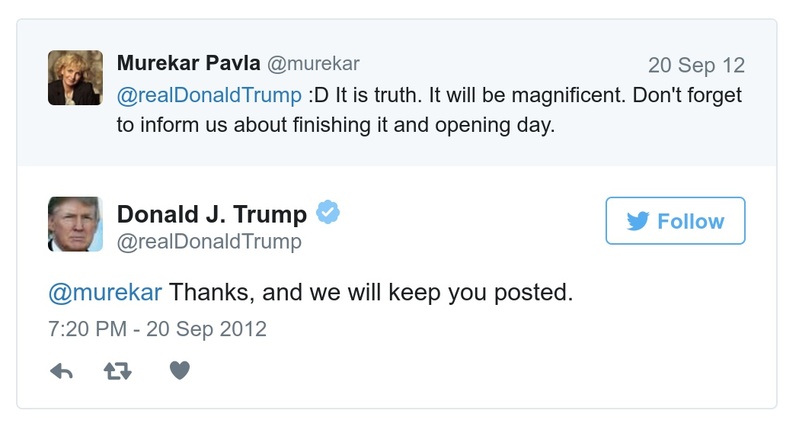 Murekar Pavla @murekar 20 Sep 12
@realDonaldTrump :D It is truth. It will be magnificent. Don't forget
to inform us about finishing it and opening day.
Donald J. Trump
Follow
@realDonaldTrump
@murekar Thanks, and we will keep you posted.
7:20 PM - 20 Sep 2012